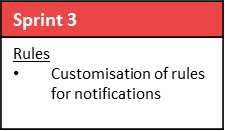 Sprint 3
Rules
• Customisation of rules
for notifications